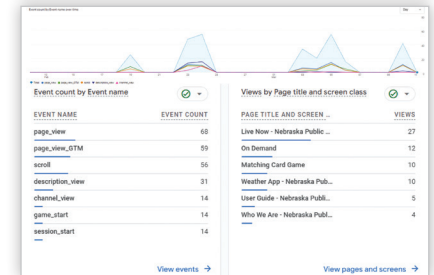 Event count by Event name
Views by Page title and screen class
EVENT NAME EVENT COUNT
PAGE TITLE AND SCREEN ... VIEWS
page_view 68
Live Now - Nebraska Public ... 27
page_view_GTM 59
On Demand 12
scroll 56
Matching Card Game 10
description_view 31
Weather App - Nebraska Pub... 10
channel_view 14
User Guide - Nebraska Publ... 5
game_start 14
Who We Are - Nebraska Publ... 4
session_start 14
View events →
View pages and screens →